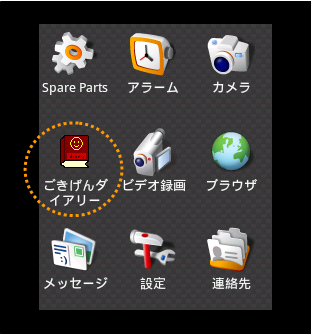 Spare Parts
アラーム
カメラ
ごきげんダ
イアリー
ビデオ録画
ブラウザ
メッセージ
設定
連絡先